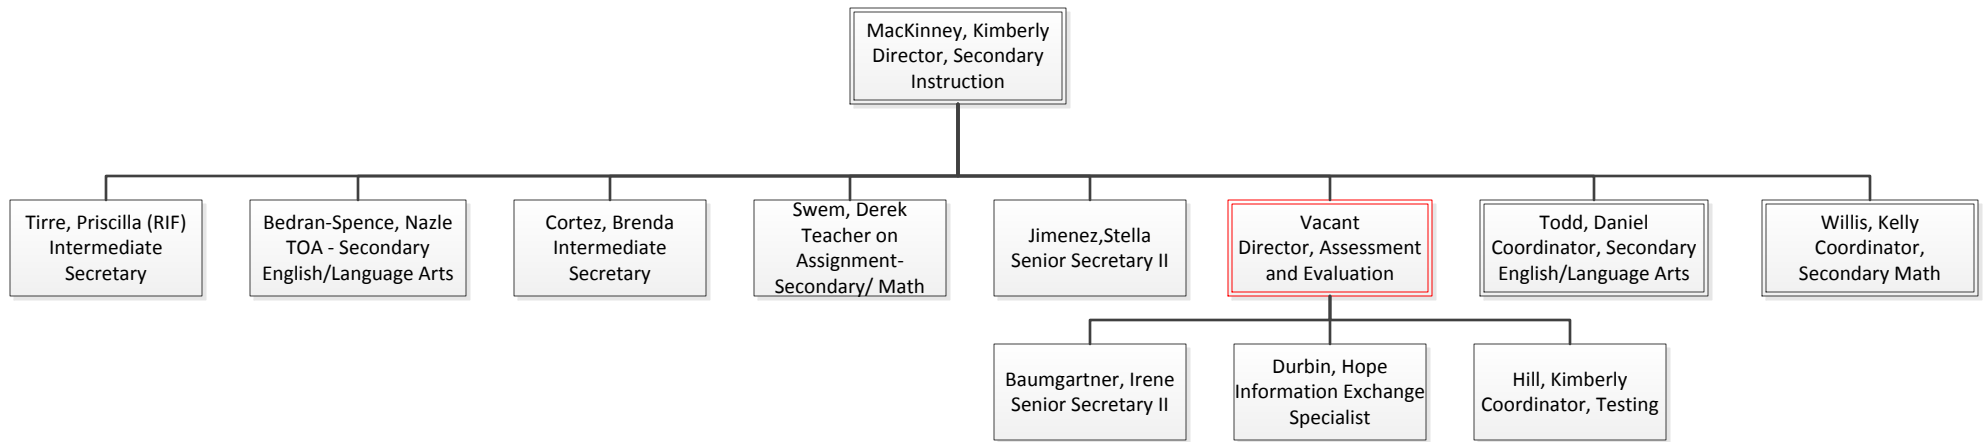 MacKinney, Kimberly
Director, Secondary
Instruction
Tirre, Priscilla (RIF)
Intermediate
Secretary
Bedran-Spence, Nazle
TOA - Secondary
English/Language Arts
Cortez, Brenda
Intermediate
Secretary
Swem, Derek
Teacher on
Assignment-
Secondary/ Math
Jimenez,Stella
Senior Secretary II
Vacant
Director, Assessment
and Evaluation
Todd, Daniel
Coordinator, Secondary
English/Language Arts
Willis, Kelly
Coordinator,
Secondary Math
Baumgartner, Irene
Senior Secretary II
Durbin, Hope
Information Exchange
Specialist
Hill, Kimberly
Coordinator, Testing